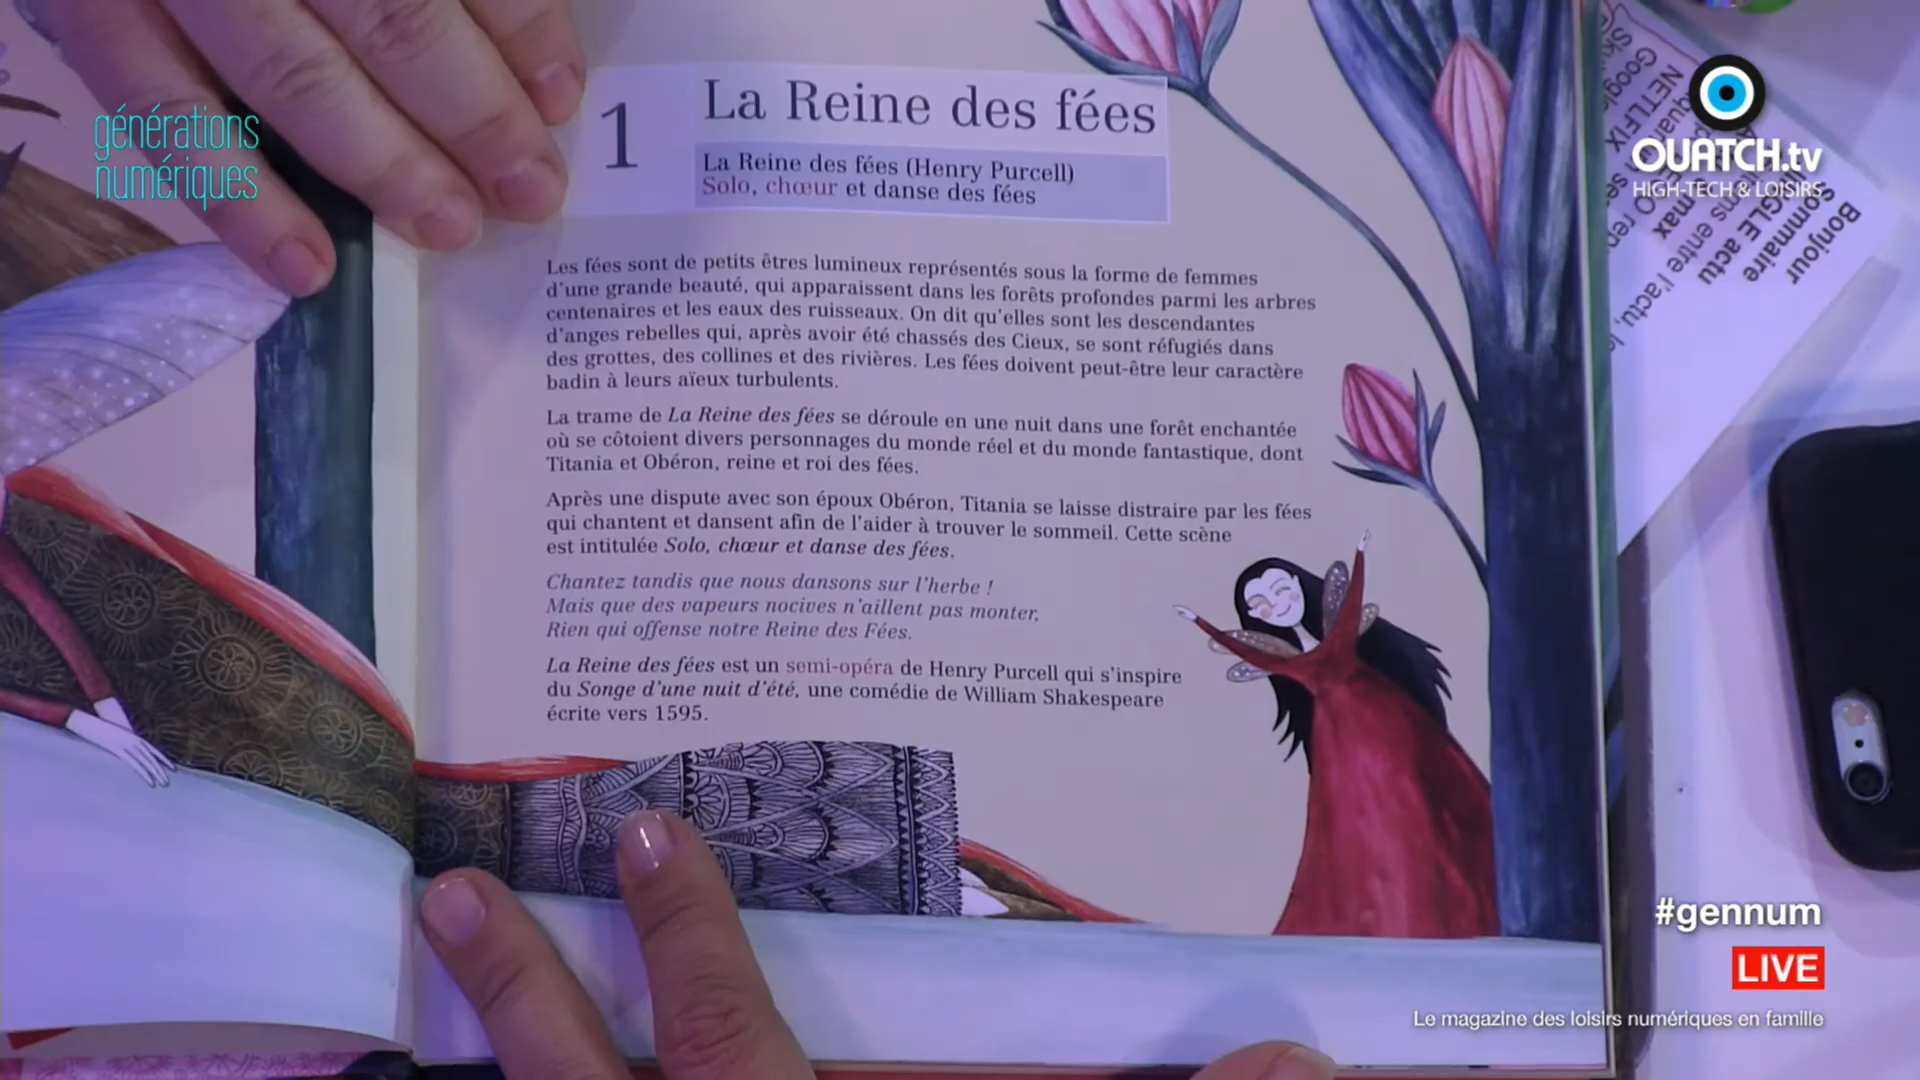 générations
numériques
1
La Reine des fées
La Reine des fées (Henry Purcell)
Solo, chœur et danse des fées
Les fées sont de petits êtres lumineux représentés sous la forme de femmes
d'une grande beauté, qui apparaissent dans les forêts profondes parmi les arbres
centenaires et les eaux des ruisseaux. On dit qu'elles sont les descendantes
d'anges rebelles qui, après avoir été chassés des Cieux, se sont réfugiés dans
des grottes, des collines et des rivières. Les fées doivent peut-être leur caractère
badin à leurs aïeux turbulents.
La trame de La Reine des fées se déroule en une nuit dans une forêt enchantée
où se côtoient divers personnages du monde réel et du monde fantastique, dont
Titania et Obéron, reine et roi des fées.
Après une dispute avec son époux Obéron, Titania se laisse distraire par les fées
qui chantent et dansent afin de l'aider à trouver le sommeil. Cette scène
est intitulée Solo, chœur et danse des fées.
Chantez tandis que nous dansons sur l'herbe !
Mais que des vapeurs nocives n'aillent pas monter,
Rien qui offense notre Reine des Fées.
La Reine des fées est un semi-opéra de Henry Purcell qui s'inspire
du Songe d'une nuit d'été, une comédie de William Shakespeare
écrite vers 1595.
Bonjour
Sommaire
actu
entre l'actu,
max
NETFLIX
Google
OUATCH.tv
HIGH-TECH & LOISIRS
#gennum
LIVE
Le magazine des loisirs numériques en famille